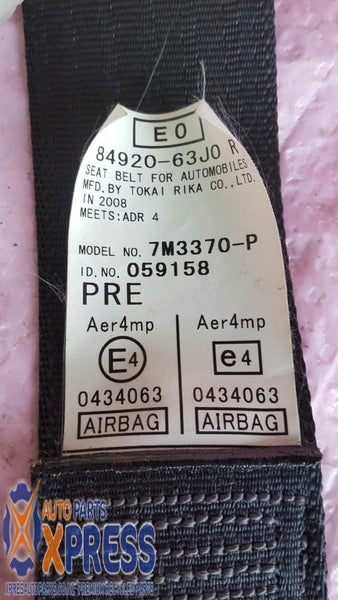 E0
84920-63J0 R
SEAT BELT FOR AUTOMOBILES
MFD. BY TOKAI RIKA CO., LTD.
IN 2008
MEETS:ADR 4
MODEL NO. 7M3370-P
ID.NO. 059158
PRE
Aer4mp Aer4mp
E4 e4
0434063 0434063
AIRBAG AIRBAG
AUTO PARTS
XPRESS